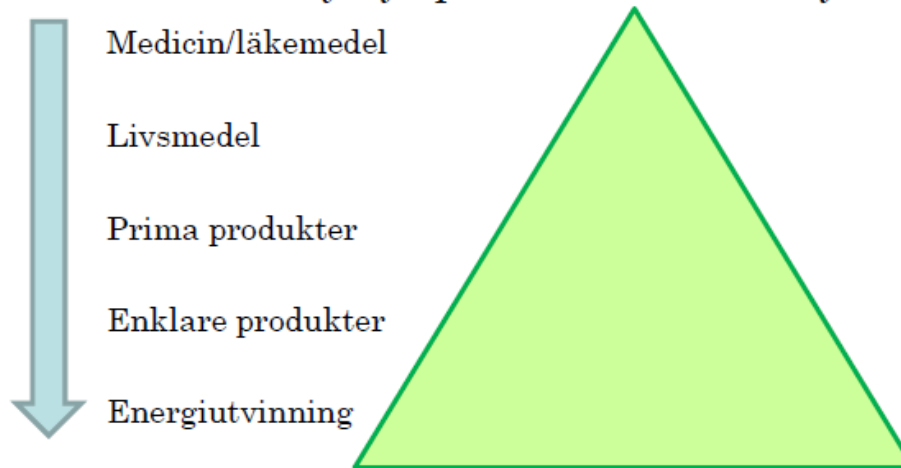 Medicin/läkemedel
Livsmedel
Prima produkter
Enklare produkter
Energiutvinning